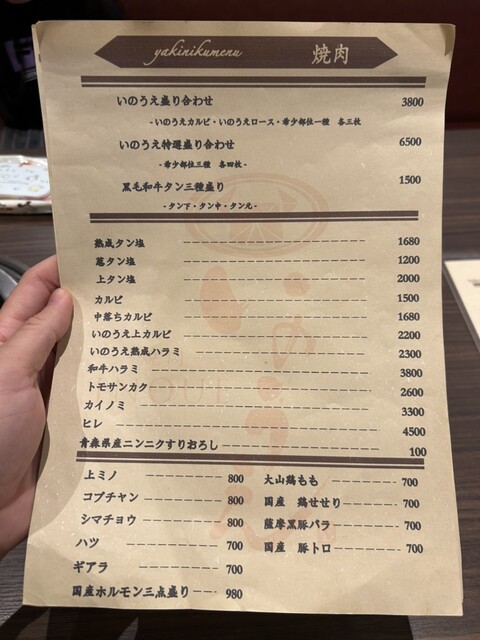 yakinikumenu 焼肉
いのうえ盛り合わせ 3800
-いのうえカルビ・いのうえロース・希少部位一種 各三枚-
いのうえ特選盛り合わせ 6500
-希少部位三種 各四枚-
黒毛和牛タン三種盛り 1500
-タン下・タン中・タン元-
熟成タン塩 1680
葱タン塩 1200
上タン塩 2000
カルビ 1500
中落ちカルビ 1680
いのうえ上カルビ 2200
いのうえ熟成ハラミ 2300
和牛ハラミ 3800
トモサンカク 2600
カイノミ 3300
ヒレ 4500
青森県産ニンニクすりおろし 100
上ミノ 800
コプチャン 800
シマチョウ 800
ハツ 700
ギアラ 700
国産ホルモン三点盛り 980
大山鶏もも 700
国産 鶏せせり 700
薩摩黒豚バラ 700
国産 豚トロ 700